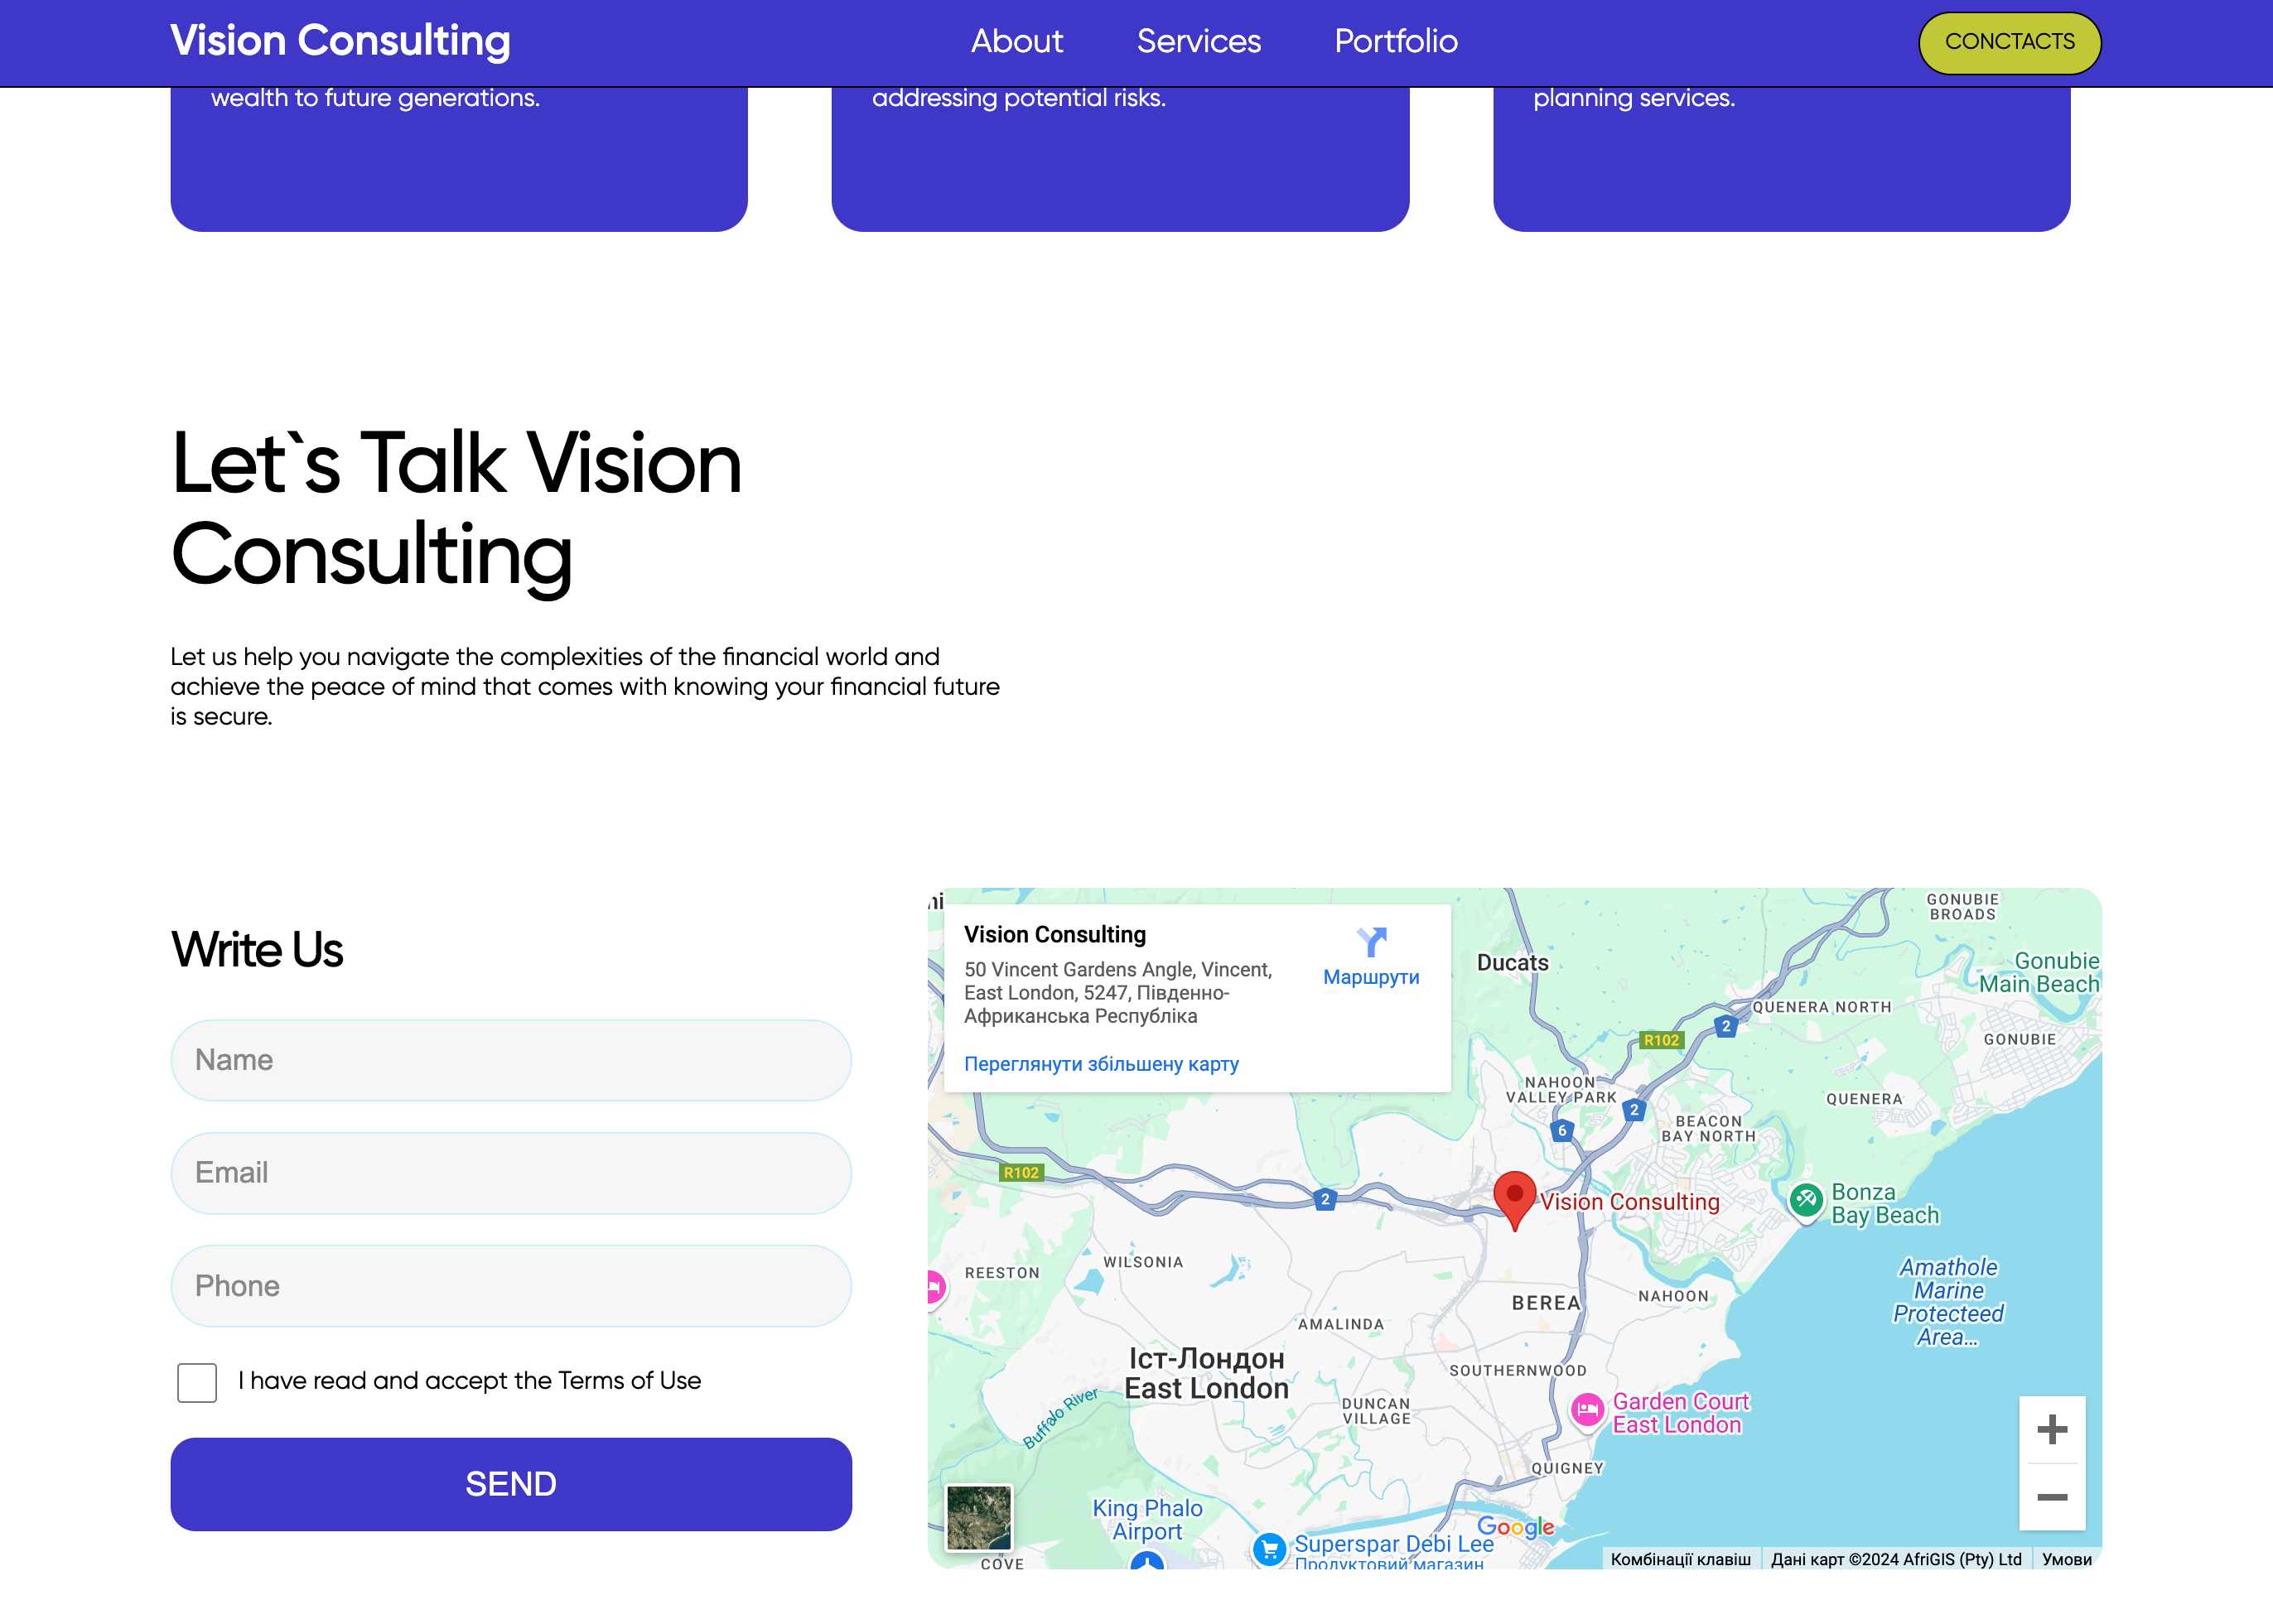 Vision Consulting
About
Services
Portfolio
CONCTACTS
wealth to future generations.
addressing potential risks.
planning services.
Let`s Talk Vision
Consulting
Let us help you navigate the complexities of the financial world and
achieve the peace of mind that comes with knowing your financial future
is secure.
Write Us
Name
Email
Phone
I have read and accept the Terms of Use
SEND
Vision Consulting
50 Vincent Gardens Angle, Vincent,
East London, 5247, Південно-
Африканська Республіка
Маршрути
Переглянути збільшену карту
Ducats
GONUBIE
BROADS
Gonubie
Main Beach
QUENERA NORTH
2
R102
GONUBIE
NAHOON
VALLEY PARK
2
QUENERA
6
BEACON
BAY NORTH
R102
2
Vision Consulting
Bonza
Bay Beach
WILSONIA
REESTON
Amathole
Marine
Protecteed
Area...
BEREA
NAHOON
AMALINDA
Іст-Лондон
East London
SOUTHERNWOOD
Buffalo River
DUNCAN
VILLAGE
Garden Court
East London
QUIGNEY
King Phalo
Airport
Google
Superspar Debi Lee
Продуктовий магазин
COVE
Комбінації клавіш
Дані карт ©2024 AfriGIS (Pty) Ltd
Умови